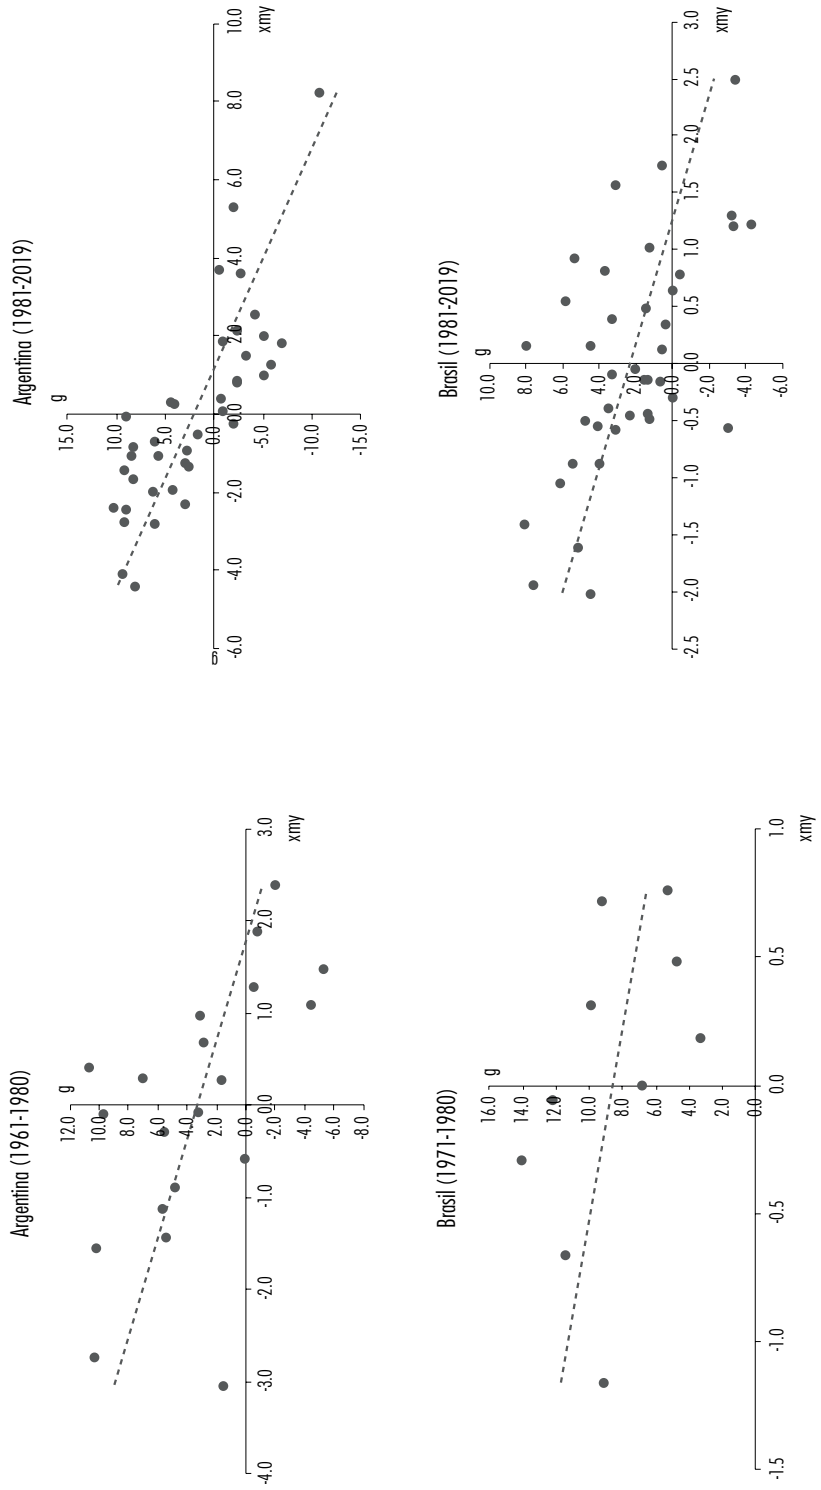 Argentina (1961-1980)
g
12.0
10.0
8.0
6.0
4.0
2.0
0.0
-2.0
-4.0
-6.0
-8.0
-4.0 -3.0 -2.0 -1.0 0.0 1.0 2.0 3.0
xmy
Argentina (1981-2019)
g
15.0
10.0
5.0
0.0
-5.0
-10.0
-15.0
g
-6.0 -4.0 -2.0 0.0 2.0 4.0 6.0 8.0 10.0
xmy
Brasil (1971-1980)
g
16.0
14.0
12.0
10.0
8.0
6.0
4.0
2.0
0.0
-1.5 -1.0 -0.5 0.0 0.5 1.0
xmy
Brasil (1981-2019)
g
10.0
8.0
6.0
4.0
2.0
0.0
-2.0
-4.0
-6.0
-2.5 -2.0 -1.5 -1.0 -0.5 0.0 0.5 1.0 1.5 2.0 2.5 3.0
xmy